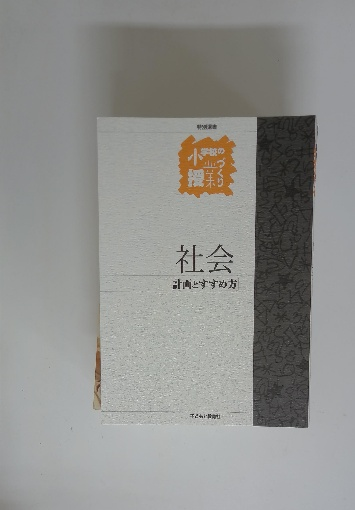 小学校の
授業づくり
社会
計画とすすめ方